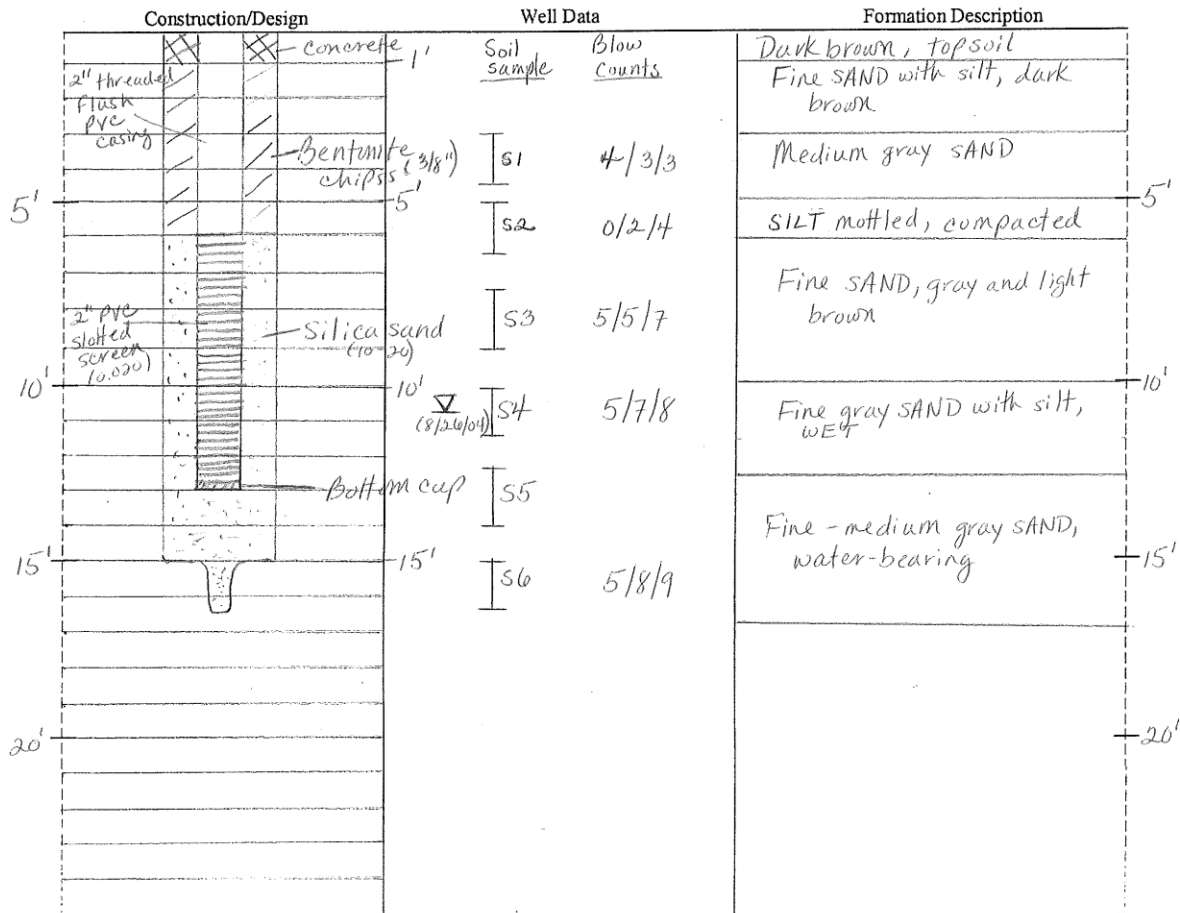 Construction/Design
Well Data
Formation Description
concrete
1'
2" threaded
flush
PVC
casing
Bentonite
chipss (3/8")
5'
5'
2" PVC
slotted
screen
(0.020)
Silica sand
(10-20)
10'
10'
Bottom cap
15'
15'
20'
Soil
Sample
Blow
Counts
S1
4/3/3
S2
0/2/4
S3
5/5/7
(8/26/04)
S4
5/7/8
S5
S6
5/8/9
Dark brown, topsoil
Fine SAND with silt, dark
brown
Medium gray SAND
5'
SILT mottled, compacted
Fine SAND, gray and light
brown
10'
Fine gray SAND with silt,
WET
Fine-medium gray SAND,
water-bearing
15'
20'